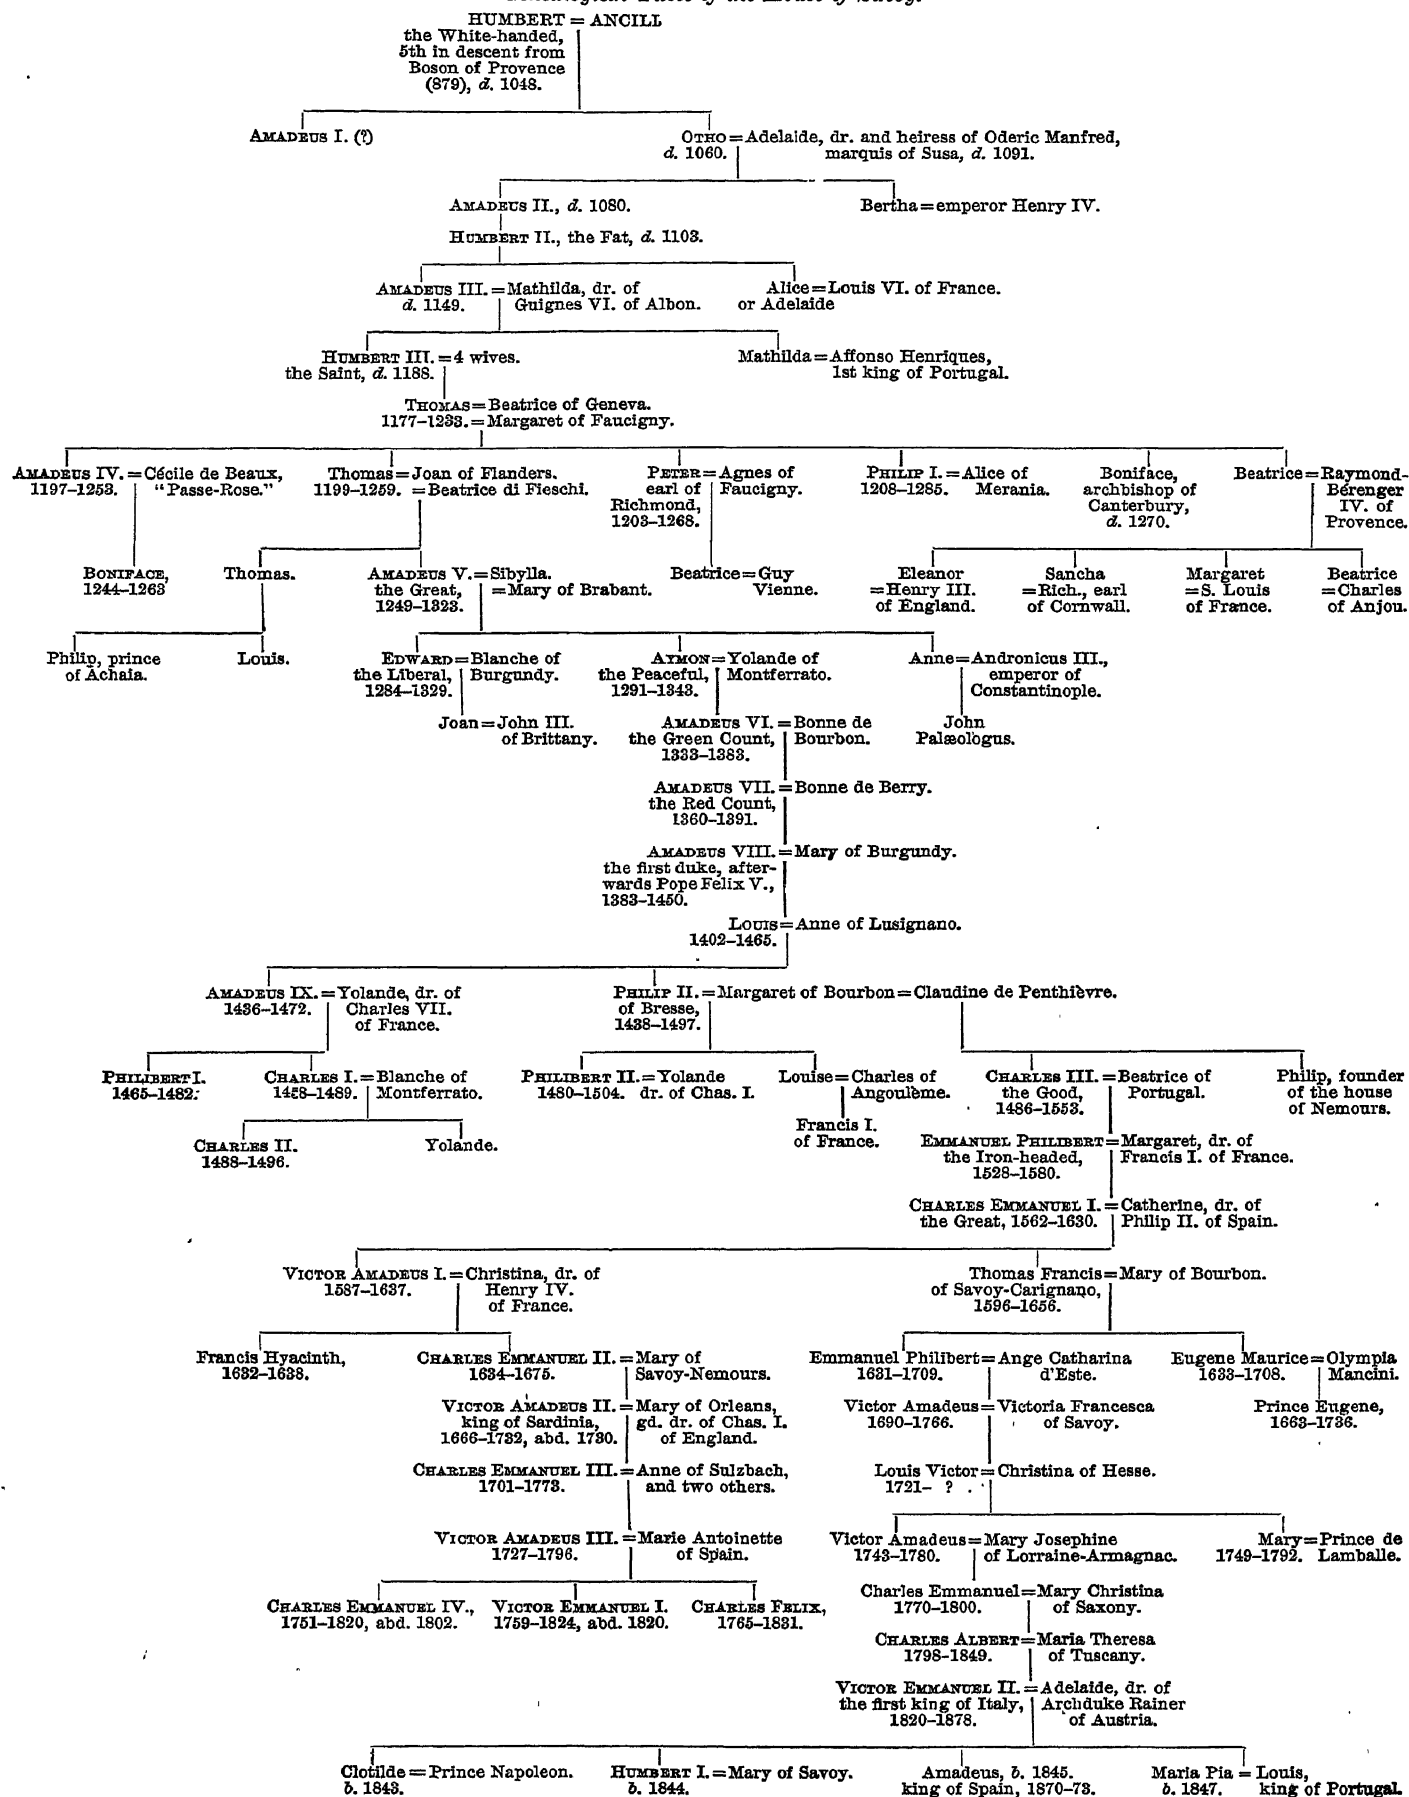 Genealogical Table of the House of Savoy.
HUMBERT = ANCILL
the White-handed,
5th in descent from
Boson of Provence
(879), d. 1048.
AMADEUS I. (?)
OTHO = Adelaide, dr. and heiress of Oderic Manfred,
d. 1060. marquis of Susa, d. 1091.
AMADEUS II., d. 1080. Bertha = emperor Henry IV.
HUMBERT II., the Fat, d. 1103.
AMADEUS III. = Mathilda, dr. of Alice = Louis VI. of France.
d. 1149. Guignes VI. of Albon. or Adelaide
HUMBERT III. = 4 wives. Mathilda = Affonso Henriques,
the Saint, d. 1188. 1st king of Portugal.
THOMAS = Beatrice of Geneva.
1177–1233. = Margaret of Faucigny.
AMADEUS IV. = Cécile de Beaux, Thomas = Joan of Flanders. PETER = Agnes of PHILIP I. = Alice of Boniface, Beatrice = Raymond-
1197–1253. "Passe-Rose." 1199–1259. = Beatrice di Fieschi. earl of Faucigny. 1208–1285. Merania. archbishop of Bérenger
Richmond, Canterbury, IV. of
1203–1268. d. 1270. Provence.
BONIFACE, Thomas. AMADEUS V. = Sibylla. Beatrice = Guy Eleanor Sancha Margaret Beatrice
1244–1263 the Great, = Mary of Brabant. Vienne. = Henry III. = Rich., earl = S. Louis = Charles
1249–1323. of England. of Cornwall. of France. of Anjou.
Philip, prince Louis. EDWARD = Blanche of AYMON = Yolande of Anne = Andronicus III.,
of Achaia. the Liberal, Burgundy. the Peaceful, Montferrato. emperor of
1284–1329. 1291–1343. Constantinople.
Joan = John III. AMADEUS VI. = Bonne de John
of Brittany. the Green Count, Bourbon. Palæologus.
1333–1383.
AMADEUS VII. = Bonne de Berry.
the Red Count,
1360–1391.
AMADEUS VIII. = Mary of Burgundy.
the first duke, after-
wards Pope Felix V.,
1383–1450.
LOUIS = Anne of Lusignano.
1402–1465.
AMADEUS IX. = Yolande, dr. of PHILIP II. = Margaret of Bourbon = Claudine de Penthièvre.
1436–1472. Charles VII. of Bresse,
of France. 1438–1497.
PHILIBERT I. CHARLES I. = Blanche of PHILIBERT II. = Yolande Louise = Charles of CHARLES III. = Beatrice of Philip, founder
1465–1482. 1468–1489. Montferrato. 1480–1504. dr. of Chas. I. Angoulème. the Good, Portugal. of the house
1486–1553. of Nemours.
Francis I.
of France.
CHARLES II. Yolande. EMMANUEL PHILIBERT = Margaret, dr. of
1488–1496. the Iron-headed, Francis I. of France.
1528–1580.
CHARLES EMMANUEL I. = Catherine, dr. of
the Great, 1562–1630. Philip II. of Spain.
VICTOR AMADEUS I. = Christina, dr. of Thomas Francis = Mary of Bourbon.
1587–1637. Henry IV. of Savoy-Carignano,
of France. 1596–1656.
Francis Hyacinth, CHARLES EMMANUEL II. = Mary of Emmanuel Philibert = Ange Catharina Eugene Maurice = Olympia
1632–1638. 1634–1675. Savoy-Nemours. 1631–1709. d'Este. 1633–1708. Mancini.
VICTOR AMADEUS II. = Mary of Orleans, Victor Amadeus = Victoria Francesca Prince Eugene,
king of Sardinia, gd. dr. of Chas. I. 1690–1766. of Savoy. 1663–1736.
1666–1732, abd. 1730. of England.
CHARLES EMMANUEL III. = Anne of Sulzbach, Louis Victor = Christina of Hesse.
1701–1773. and two others. 1721– ? .
VICTOR AMADEUS III. = Marie Antoinette Victor Amadeus = Mary Josephine Mary = Prince de
1727–1796. of Spain. 1743–1780. of Lorraine-Armagnac. 1749–1792. Lamballe.
CHARLES EMMANUEL IV., VICTOR EMMANUEL I. CHARLES FELIX, Charles Emmanuel = Mary Christina
1751–1820, abd. 1802. 1759–1824, abd. 1820. 1765–1831. 1770–1800. of Saxony.
CHARLES ALBERT = Maria Theresa
1798–1849. of Tuscany.
VICTOR EMMANUEL II. = Adelaide, dr. of
the first king of Italy, Archduke Rainer
1820–1878. of Austria.
Clotilde = Prince Napoleon. HUMBERT I. = Mary of Savoy. Amadeus, b. 1845. Maria Pia = Louis,
b. 1843. b. 1844. king of Spain, 1870–73. b. 1847. king of Portugal.